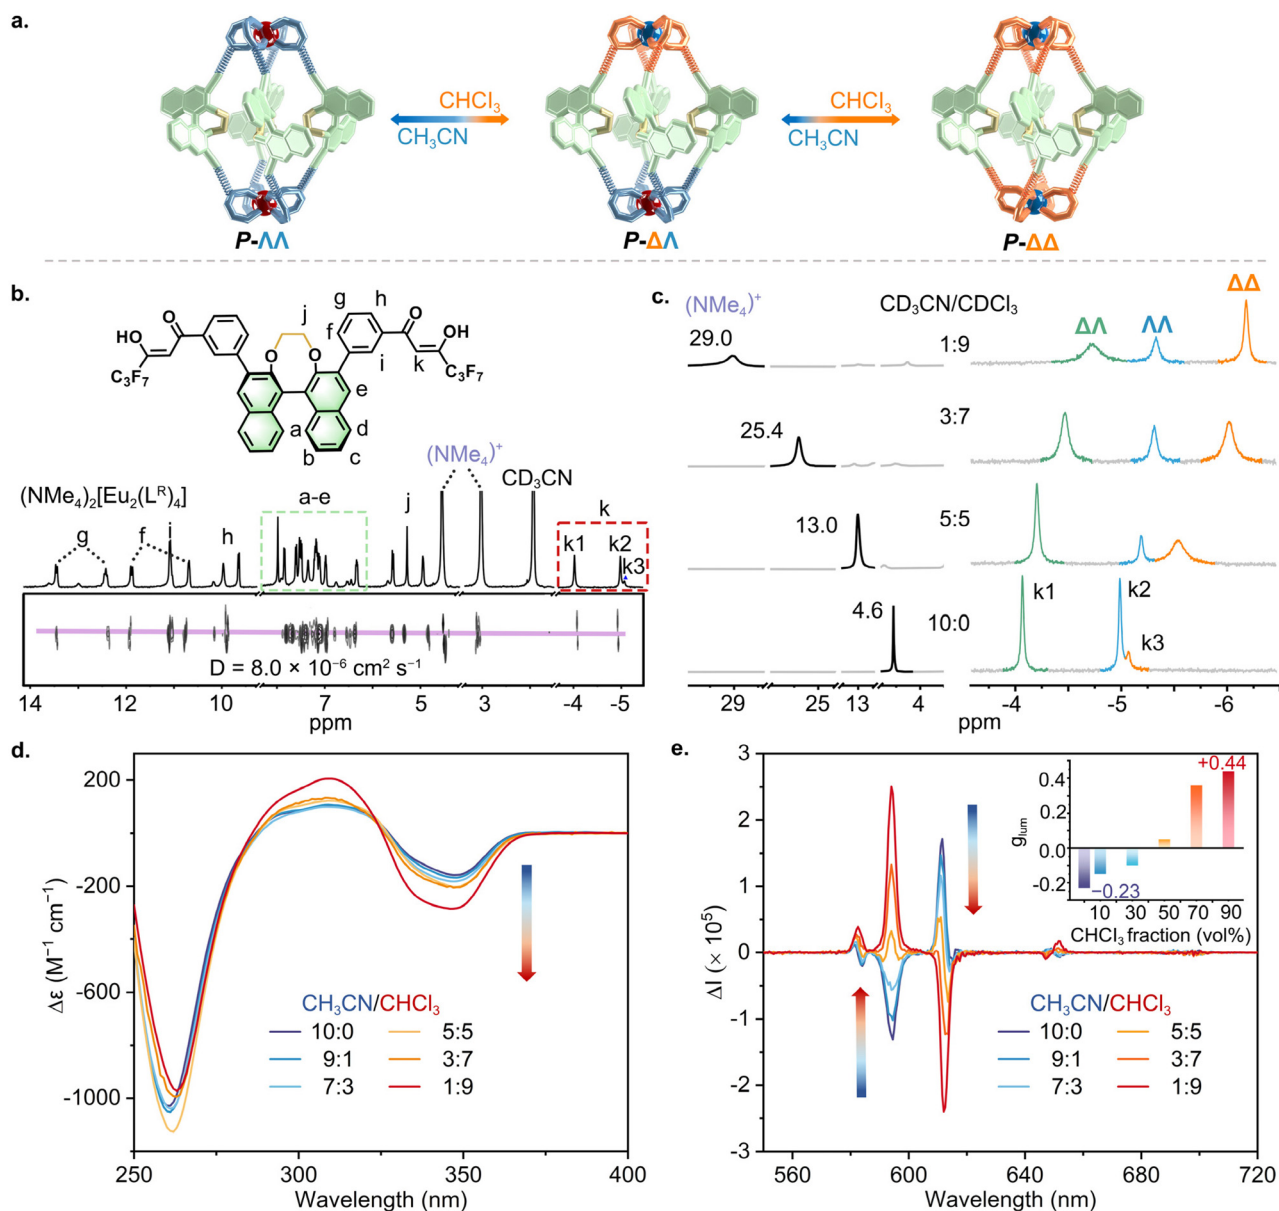 a.
CHCl₃
CH₃CN
CHCl₃
CH₃CN
P-ΛΛ
P-ΔΛ
P-ΔΔ
b.
j
g
h
O
OH
f
O
O
i
O
OH
k
C₃F₇
C₃F₇
e
a
d
b
c
(NMe₄)⁺
CD₃CN
(NMe₄)₂[Eu₂(Lᴿ)₄]
a-e
g
f
i
h
j
k
k1
k2
k3
D = 8.0 × 10⁻⁶ cm² s⁻¹
14
12
10
9
7
5
3
-4
-5
ppm
c.
(NMe₄)⁺
CD₃CN/CDCl₃
ΔΛ
ΛΛ
ΔΔ
29.0
1:9
25.4
3:7
13.0
5:5
4.6
10:0
k1
k2
k3
29
25
13
4
-4
-5
-6
ppm
d.
200
-200
-600
-1000
Δε (M⁻¹ cm⁻¹)
CH₃CN/CHCl₃
10:0
5:5
9:1
3:7
7:3
1:9
250
300
350
400
Wavelength (nm)
e.
3
2
1
0
-1
-2
-3
ΔI (× 10⁵)
+0.44
0.4
0.0
-0.2
g_lum
−0.23
10
30
50
70
90
CHCl₃ fraction (vol%)
CH₃CN/CHCl₃
10:0
5:5
9:1
3:7
7:3
1:9
560
600
640
680
720
Wavelength (nm)